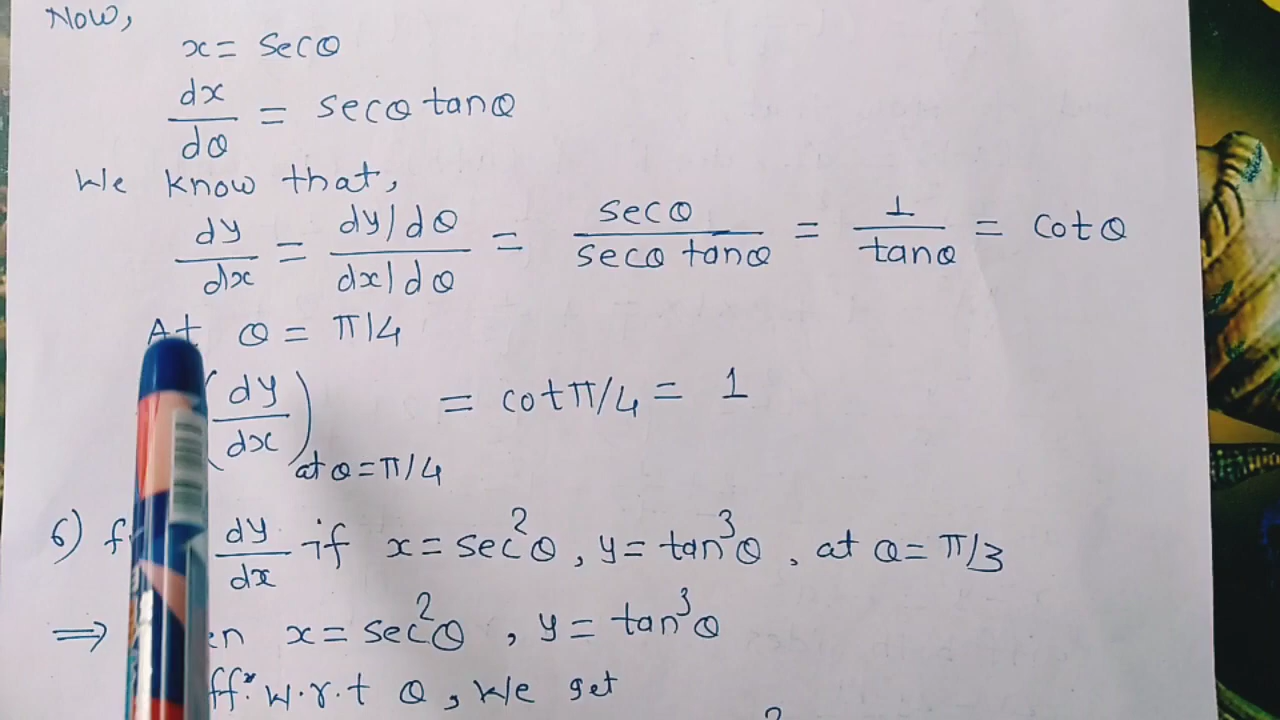 Now,
x = secθ
dx/dθ = secθ tanθ
We know that,
dy/dx = (dy/dθ)/(dx/dθ) = secθ/(secθ tanθ) = 1/tanθ = cotθ
At θ = π/4
(dy/dx) at θ=π/4 = cotπ/4 = 1
6) dy/dx if x = sec²θ, y = tan³θ, at θ = π/3
⇒ x = sec²θ, y = tan³θ
w.r.t θ, We get